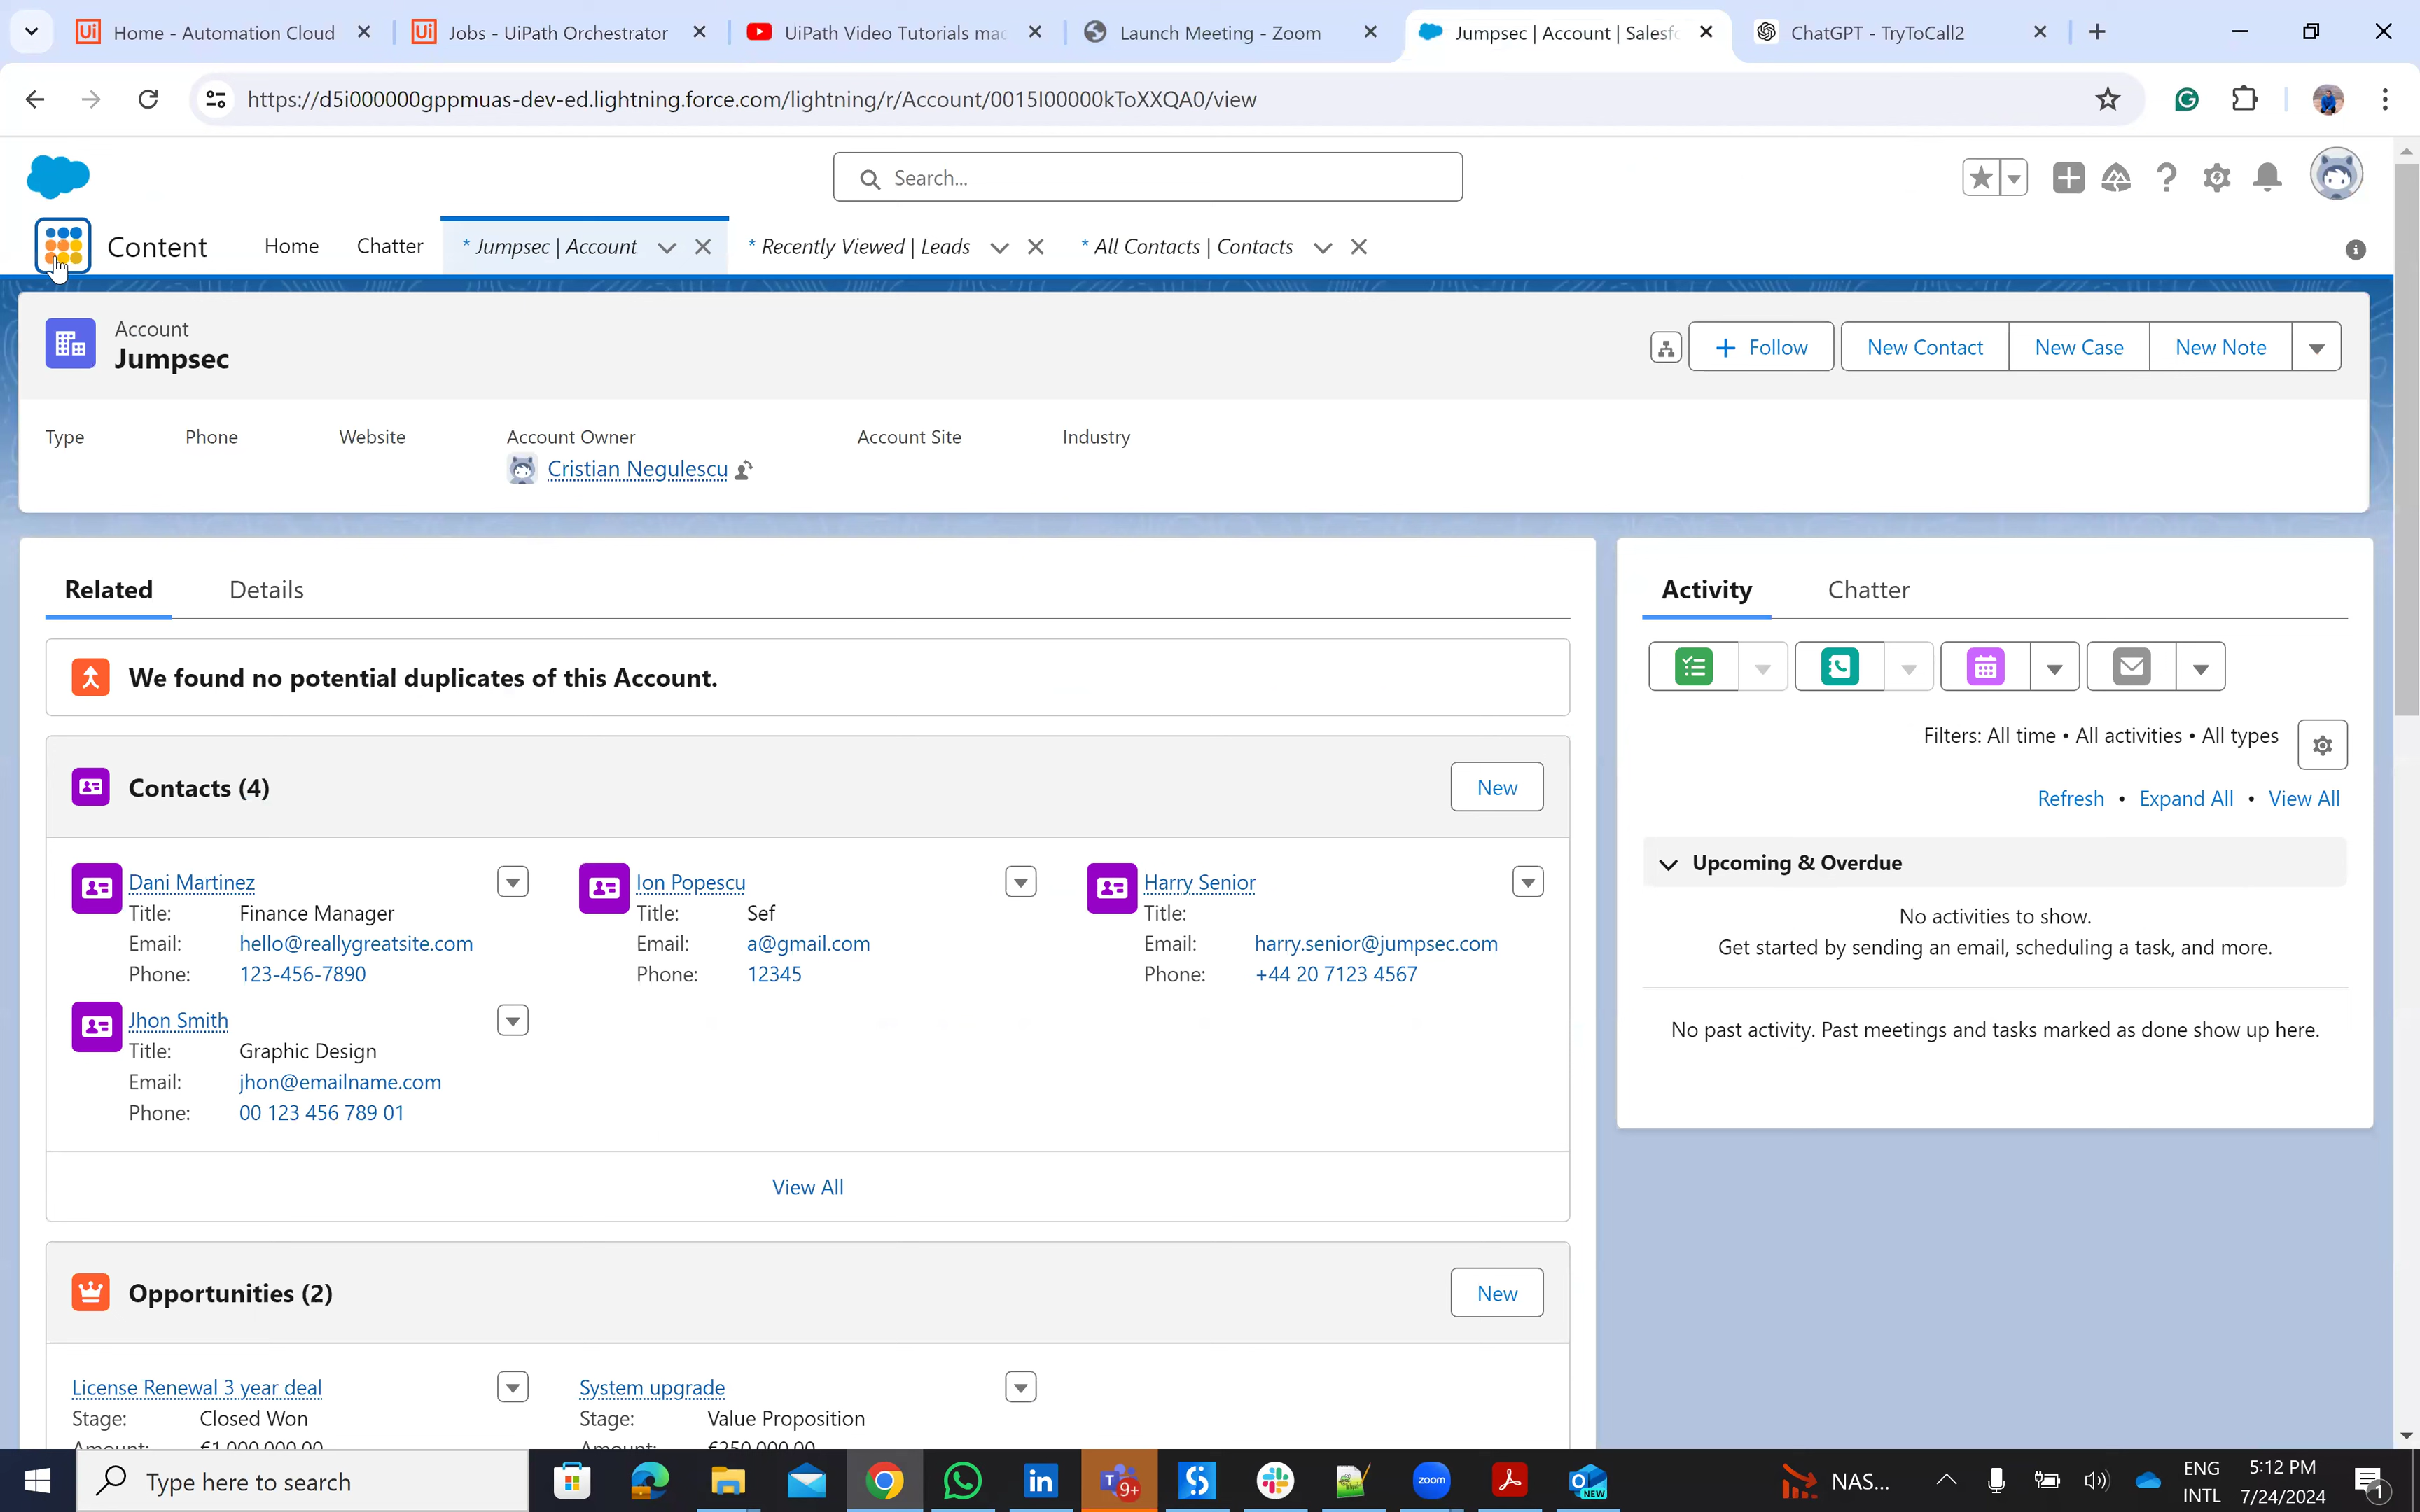 Home - Automation Cloud
Jobs - UiPath Orchestrator
UiPath Video Tutorials mac
Launch Meeting - Zoom
Jumpsec | Account | Salesfo
ChatGPT - TryToCall2
https://d5i000000gppmuas-dev-ed.lightning.force.com/lightning/r/Account/0015I00000kToXXQA0/view
Search...
Content
Home
Chatter
* Jumpsec | Account
* Recently Viewed | Leads
* All Contacts | Contacts
Account
Jumpsec
+ Follow
New Contact
New Case
New Note
Type
Phone
Website
Account Owner
Account Site
Industry
Cristian Negulescu
Related
Details
We found no potential duplicates of this Account.
Contacts (4)
New
Dani Martinez
Title: Finance Manager
Email: hello@reallygreatsite.com
Phone: 123-456-7890
Ion Popescu
Title: Sef
Email: a@gmail.com
Phone: 12345
Harry Senior
Title:
Email: harry.senior@jumpsec.com
Phone: +44 20 7123 4567
Jhon Smith
Title: Graphic Design
Email: jhon@emailname.com
Phone: 00 123 456 789 01
View All
Opportunities (2)
New
License Renewal 3 year deal
Stage: Closed Won
Amount: €1,000,000.00
System upgrade
Stage: Value Proposition
Amount: €250,000.00
Activity
Chatter
Filters: All time • All activities • All types
Refresh • Expand All • View All
Upcoming & Overdue
No activities to show.
Get started by sending an email, scheduling a task, and more.
No past activity. Past meetings and tasks marked as done show up here.
Type here to search
9+
zoom
NEW
NAS...
ENG
INTL
5:12 PM
7/24/2024
1